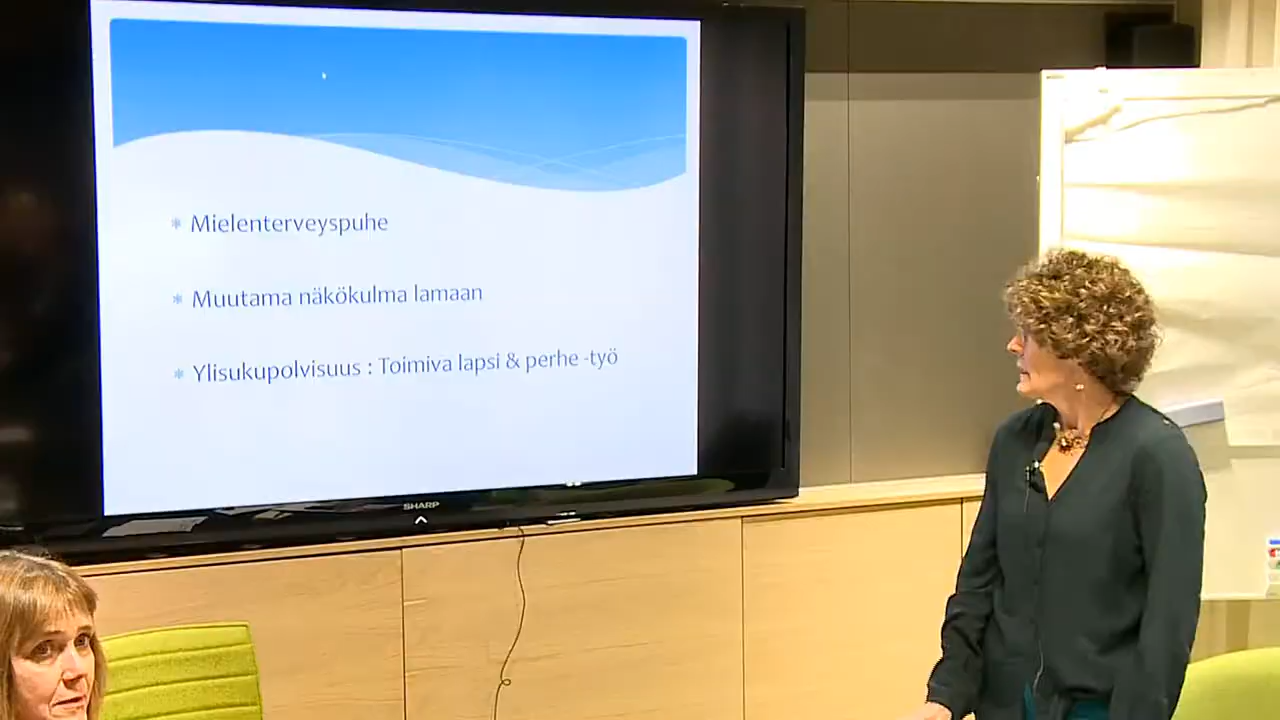 * Mielenterveyspuhe
* Muutama näkökulma lamaan
* Ylisukupolvisuus : Toimiva lapsi & perhe -työ
SHARP